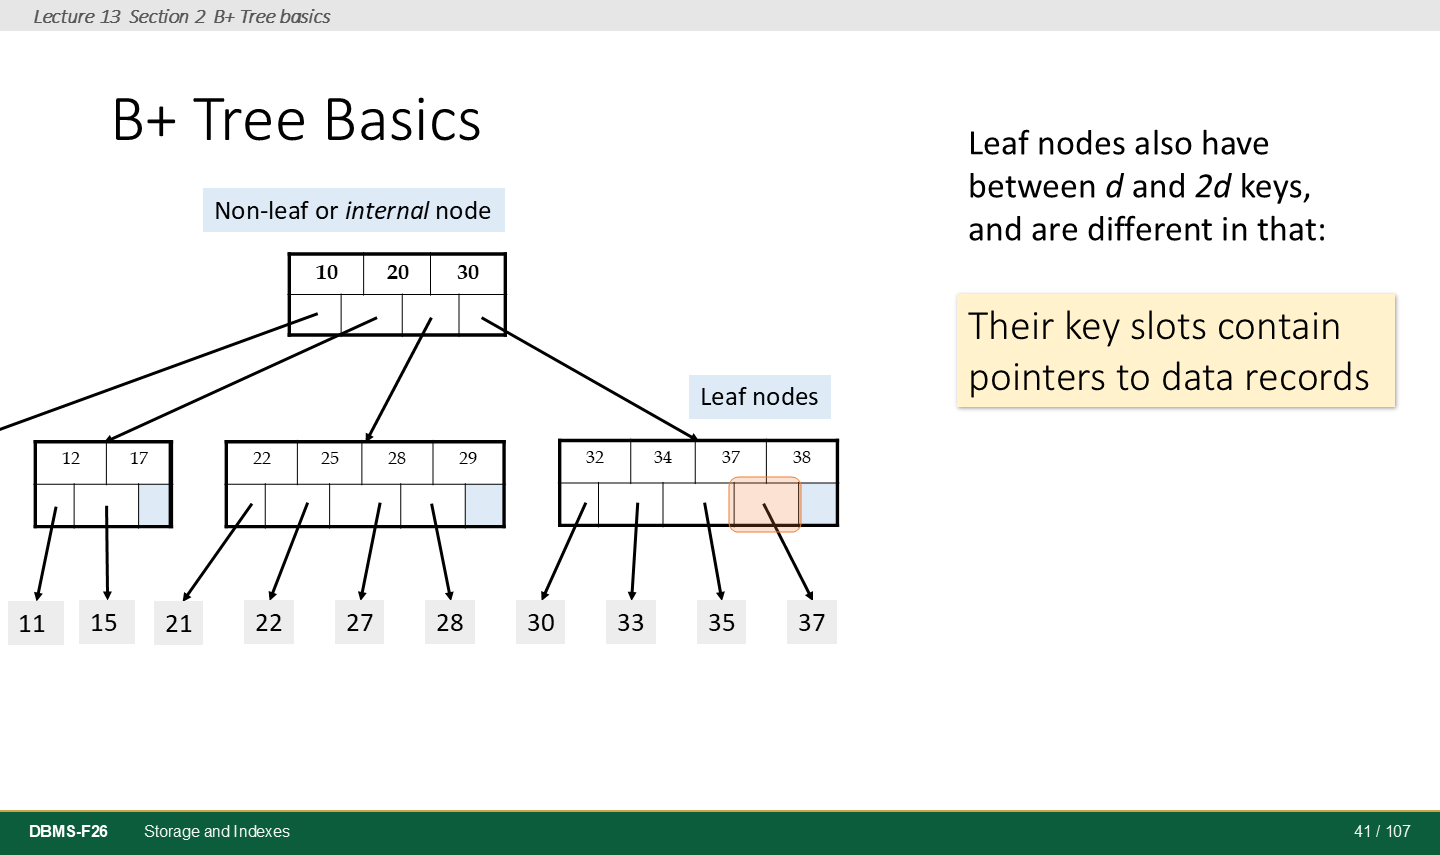 Lecture 13 Section 2 B+ Tree basics
B+ Tree Basics
Non-leaf or internal node
10 20 30
Leaf nodes
12 17
22 25 28 29
32 34 37 38
11 15 21 22 27 28 30 33 35 37
Leaf nodes also have
between d and 2d keys,
and are different in that:
Their key slots contain
pointers to data records
DBMS-F26 Storage and Indexes 41 / 107